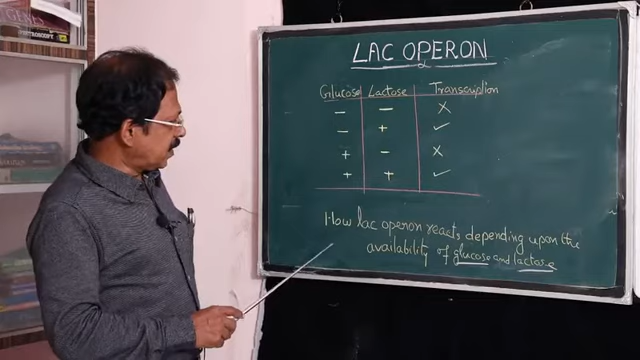 LAC OPERON
Glucose Lactose Transcription
- - X
- + ✓
+ - X
+ + ✓
How lac operon reacts depending upon the
availability of glucose and lactose